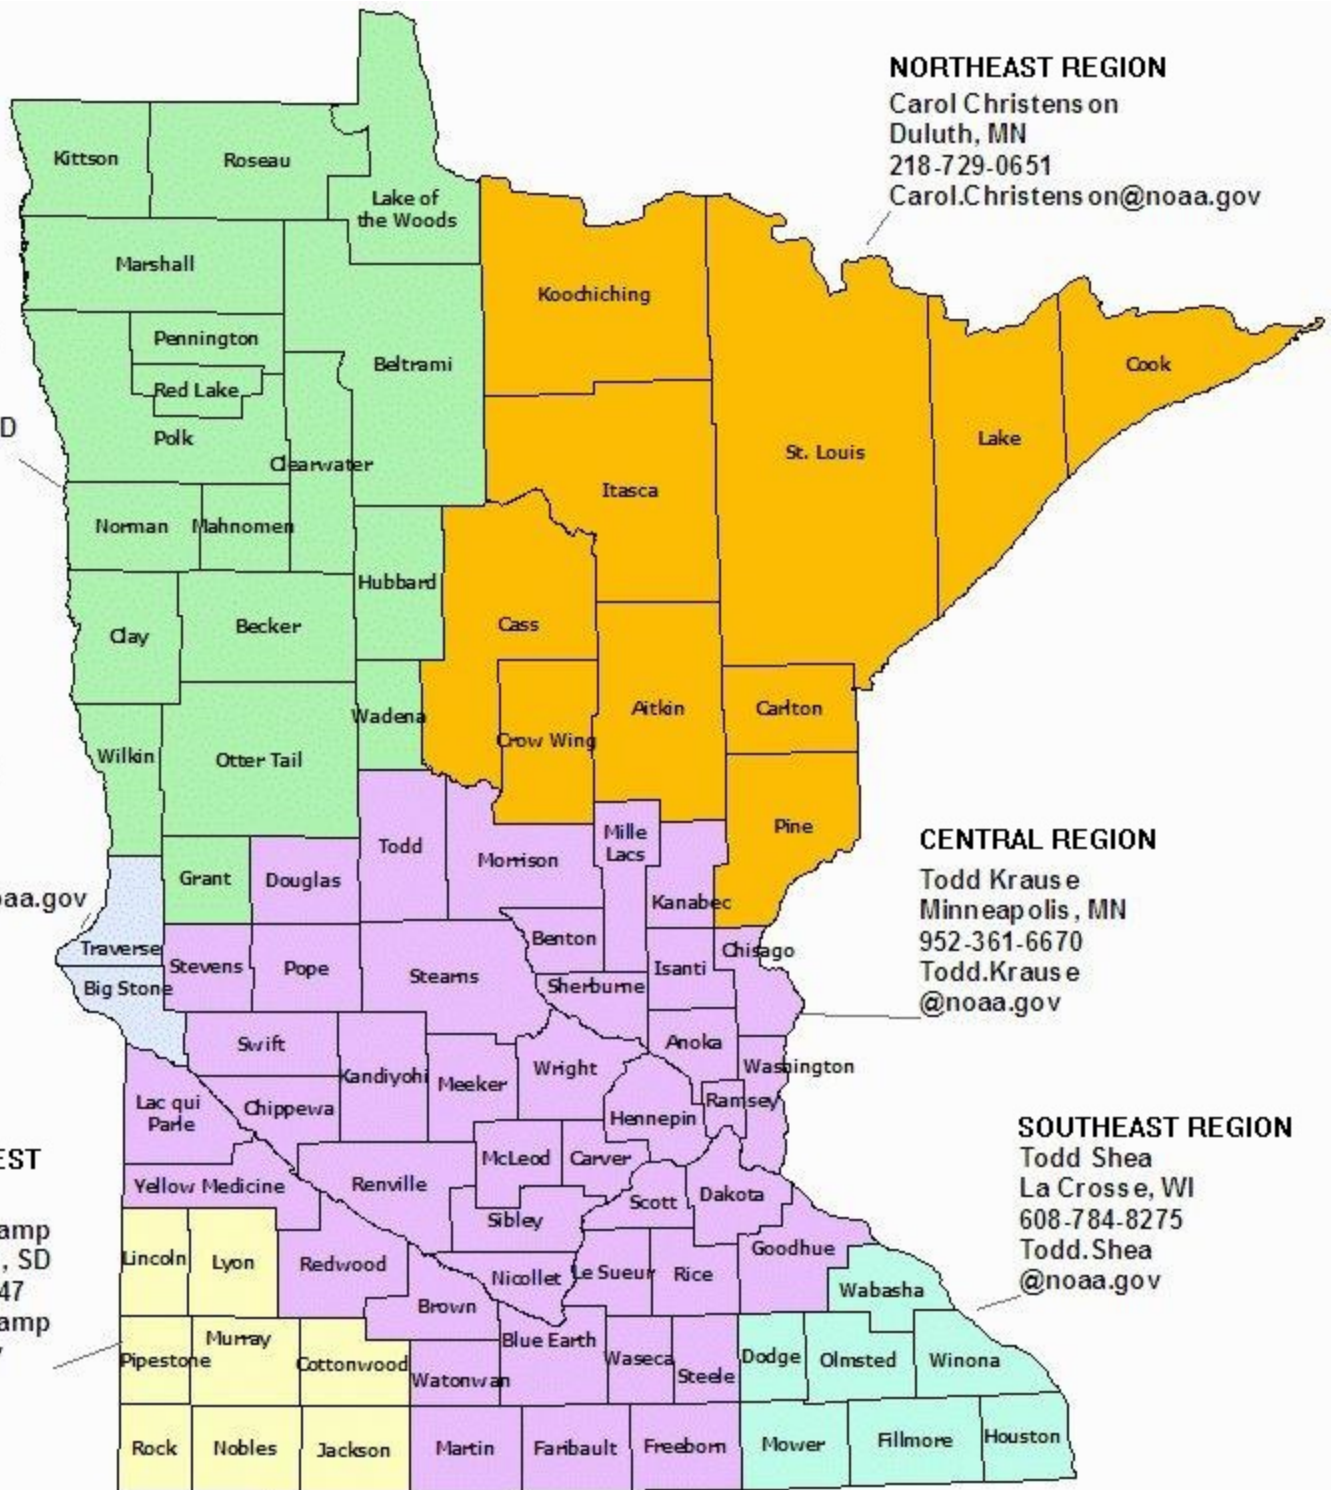 NORTHEAST REGION
Carol Christenson
Duluth, MN
218-729-0651
Carol.Christenson@noaa.gov
Kittson
Roseau
Lake of
the Woods
Marshall
Koochiching
Pennington
Beltrami
Cook
Red Lake
D
Polk
Lake
St. Louis
Clearwater
Itasca
Norman
Mahnomen
Hubbard
Cass
Clay
Becker
Wadena
Aitkin
Carlton
Crow Wing
Wilkin
Otter Tail
Pine
Todd
Mille
Lacs
Morrison
Grant
Douglas
Kanabec
CENTRAL REGION
Todd Krause
Minneapolis, MN
952-361-6670
Todd.Krause
@noaa.gov
oaa.gov
Traverse
Stevens
Pope
Stearns
Benton
Isanti
Chisago
Big Stone
Sherburne
Swift
Anoka
Kandiyohi
Meeker
Wright
Washington
Lac qui
Parle
Chippewa
Hennepin
Ramsey
SOUTHEAST REGION
Todd Shea
La Crosse, WI
608-784-8275
Todd.Shea
@noaa.gov
EST
amp
, SD
47
amp
McLeod
Carver
Yellow Medicine
Renville
Scott
Dakota
Sibley
Lincoln
Lyon
Redwood
Nicollet
Le Sueur
Rice
Goodhue
Wabasha
Brown
Pipestone
Murray
Cottonwood
Watonwan
Blue Earth
Waseca
Steele
Dodge
Olmsted
Winona
Rock
Nobles
Jackson
Martin
Faribault
Freeborn
Mower
Fillmore
Houston